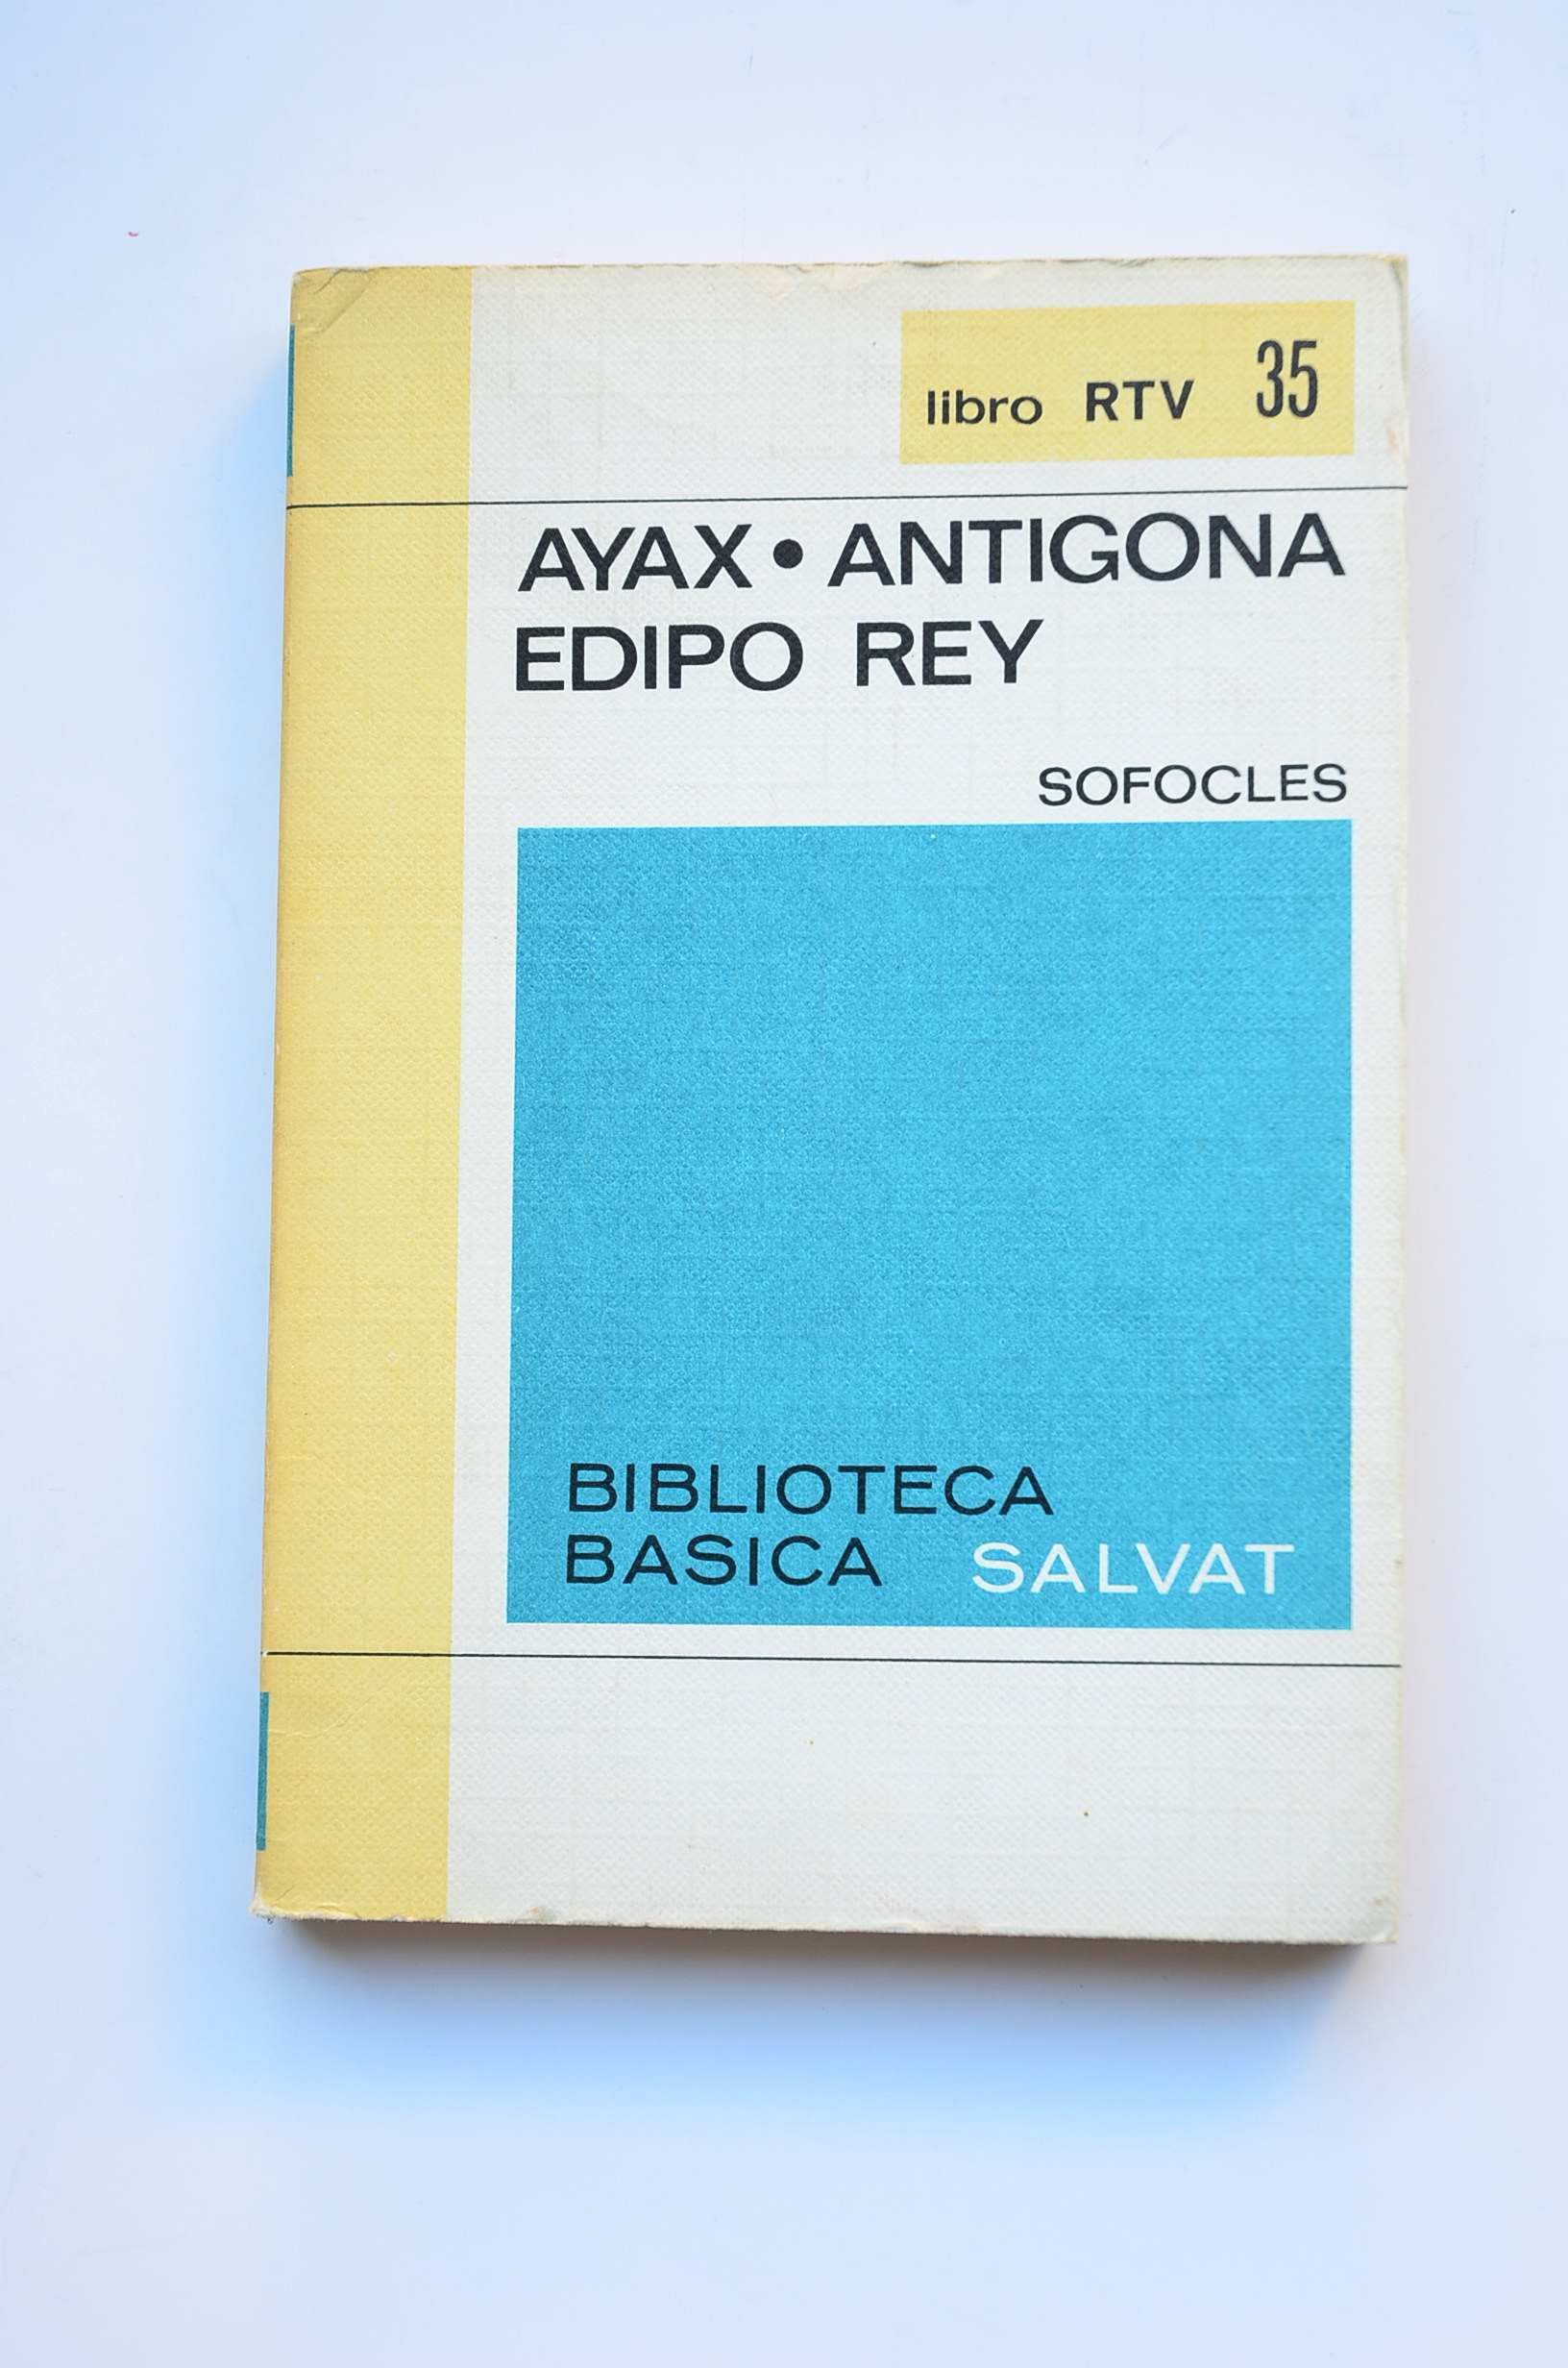 libro RTV 35
AYAX • ANTIGONA
EDIPO REY
SOFOCLES
BIBLIOTECA
BASICA SALVAT